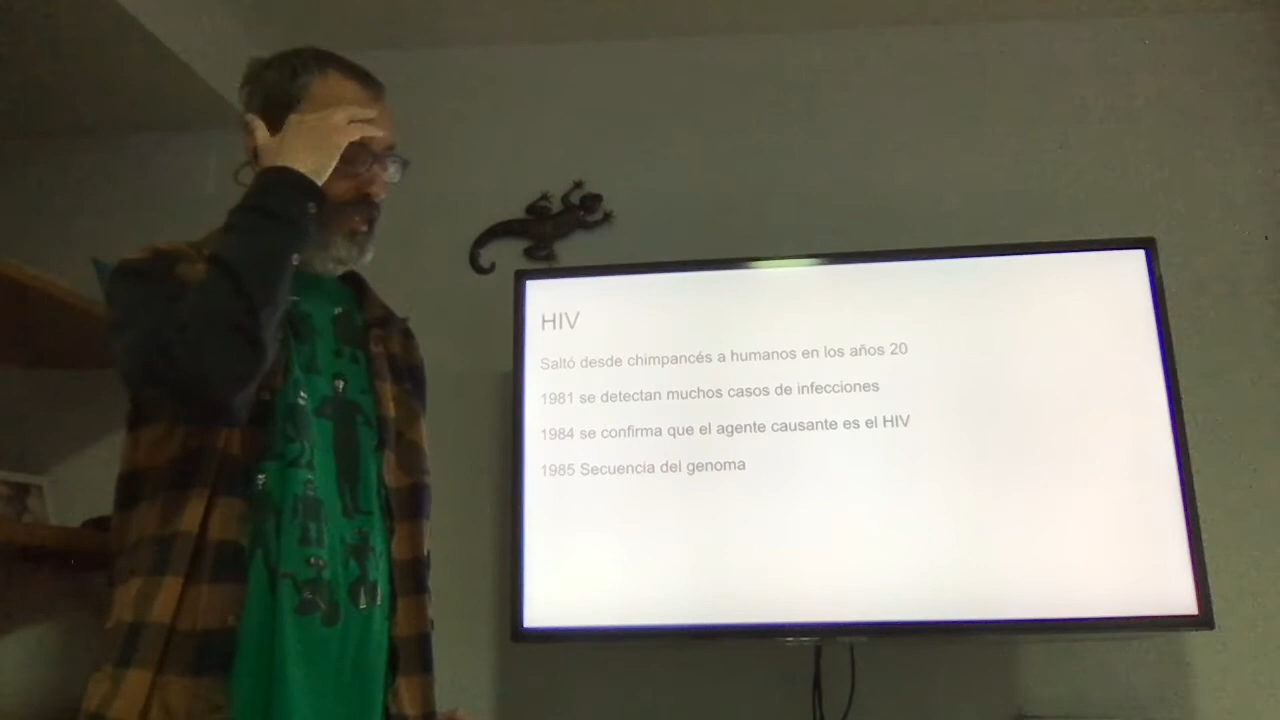 HIV
Saltó desde chimpancés a humanos en los años 20
1981 se detectan muchos casos de infecciones
1984 se confirma que el agente causante es el HIV
1985 Secuencia del genoma